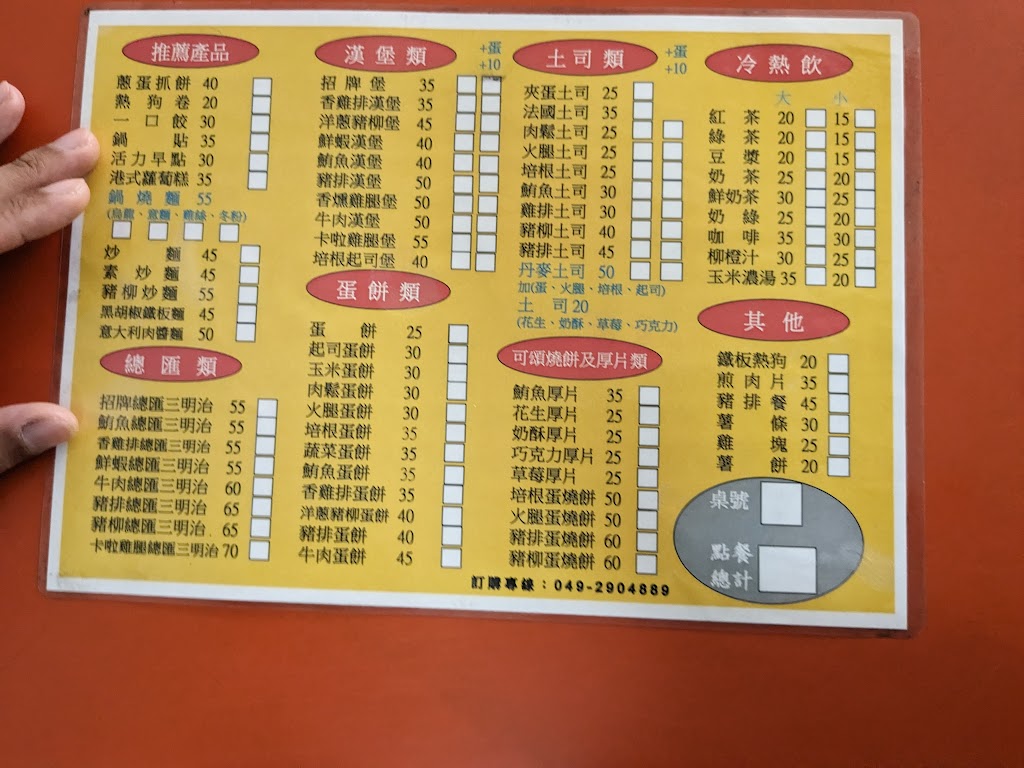 推薦產品
蔥蛋抓餅 40
熱狗卷 20
一口餃 30
鍋貼 35
活力早點 30
港式蘿蔔糕 35
鍋燒麵 55
(烏龍、意麵、雞絲、冬粉)
炒麵 45
素炒麵 45
豬柳炒麵 55
黑胡椒鐵板麵 45
意大利肉醬麵 50
總匯類
招牌總匯三明治 55
鮪魚總匯三明治 55
香雞排總匯三明治 55
鮮蝦總匯三明治 55
牛肉總匯三明治 60
豬排總匯三明治 65
豬柳總匯三明治. 65
卡啦雞腿總匯三明治 70
漢堡類
+蛋
+10
招牌堡 35
香雞排漢堡 35
洋蔥豬柳堡 45
鮮蝦漢堡 40
鮪魚漢堡 40
豬排漢堡 50
香燻雞腿堡 50
牛肉漢堡 50
卡啦雞腿堡 55
培根起司堡 40
蛋餅類
蛋餅 25
起司蛋餅 30
玉米蛋餅 30
肉鬆蛋餅 30
火腿蛋餅 30
培根蛋餅 35
蔬菜蛋餅 35
鮪魚蛋餅 35
香雞排蛋餅 35
洋蔥豬柳蛋餅 40
豬排蛋餅 40
牛肉蛋餅 45
土司類
+蛋
+10
夾蛋土司 25
法國土司 35
肉鬆土司 25
火腿土司 25
培根土司 25
鮪魚土司 30
雞排土司 30
豬柳土司 40
豬排土司 45
丹麥土司 50
加(蛋、火腿、培根、起司)
土司 20
(花生、奶酥、草莓、巧克力)
可頌燒餅及厚片類
鮪魚厚片 35
花生厚片 25
奶酥厚片 25
巧克力厚片 25
草莓厚片 25
培根蛋燒餅 50
火腿蛋燒餅 50
豬排蛋燒餅 60
豬柳蛋燒餅 60
冷熱飲
大 小
紅茶 20 15
綠茶 20 15
豆漿 20 15
奶茶 25 20
鮮奶茶 30 25
奶綠 25 20
咖啡 35 30
柳橙汁 30 25
玉米濃湯 35 20
其他
鐵板熱狗 20
煎肉片 35
豬排餐 45
薯條 30
雞塊 25
薯餅 20
桌號
點餐
總計
訂購專線：049-2904889